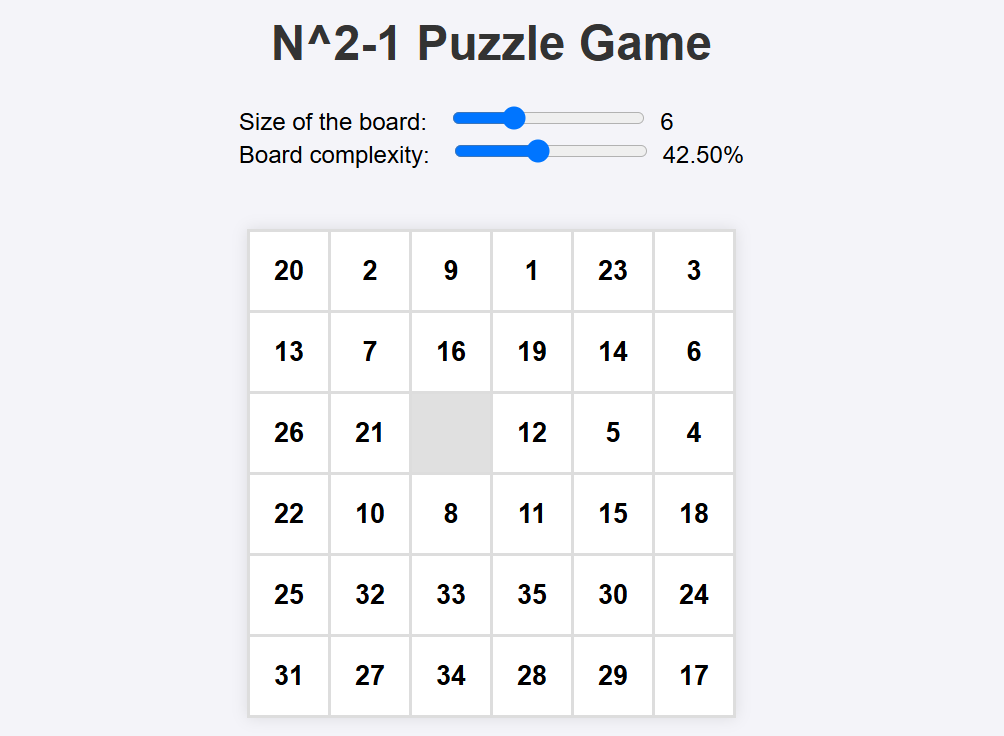 N^2-1 Puzzle Game
Size of the board: 6
Board complexity: 42.50%
20 2 9 1 23 3
13 7 16 19 14 6
26 21 12 5 4
22 10 8 11 15 18
25 32 33 35 30 24
31 27 34 28 29 17